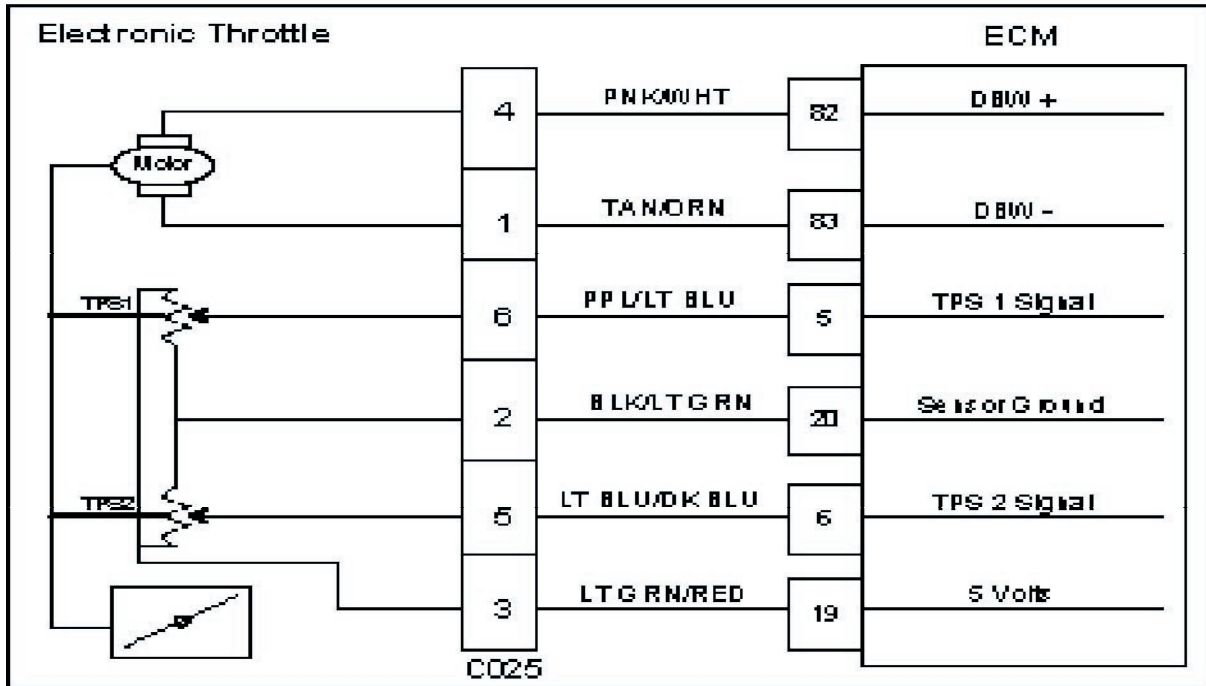 Electronic Throttle
ECM
4
PNK/WHT
82
DBW +
Motor
1
TAN/ORN
83
DBW -
TPS1
6
PPL/LT BLU
5
TPS 1 Signal
2
BLK/LT GRN
20
Sensor Ground
TPS2
5
LT BLU/DK BLU
6
TPS 2 Signal
3
LT GRN/RED
19
5 Volts
C025